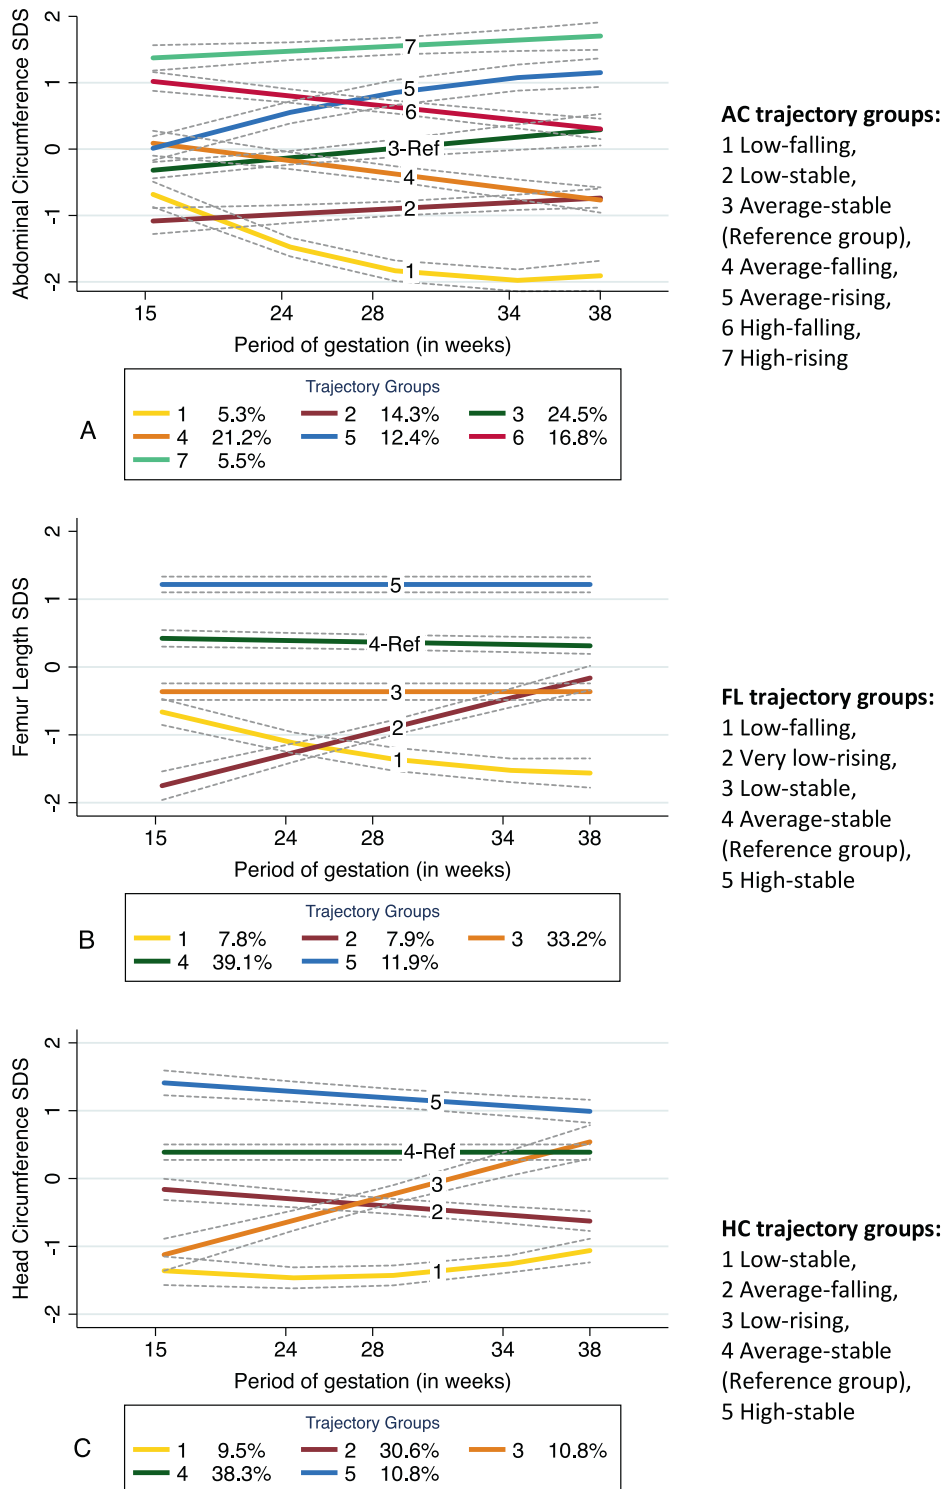 Abdominal Circumference SDS
2
1
0
-1
-2
7
5
6
3-Ref
4
2
1
15 24 28 34 38
Period of gestation (in weeks)
AC trajectory groups:
1 Low-falling,
2 Low-stable,
3 Average-stable
(Reference group),
4 Average-falling,
5 Average-rising,
6 High-falling,
7 High-rising
A
Trajectory Groups
1 5.3% 2 14.3% 3 24.5%
4 21.2% 5 12.4% 6 16.8%
7 5.5%
Femur Length SDS
2
1
0
-1
-2
5
4-Ref
3
2
1
15 24 28 34 38
Period of gestation (in weeks)
FL trajectory groups:
1 Low-falling,
2 Very low-rising,
3 Low-stable,
4 Average-stable
(Reference group),
5 High-stable
B
Trajectory Groups
1 7.8% 2 7.9% 3 33.2%
4 39.1% 5 11.9%
Head Circumference SDS
2
1
0
-1
-2
5
4-Ref
3
2
1
15 24 28 34 38
Period of gestation (in weeks)
HC trajectory groups:
1 Low-stable,
2 Average-falling,
3 Low-rising,
4 Average-stable
(Reference group),
5 High-stable
C
Trajectory Groups
1 9.5% 2 30.6% 3 10.8%
4 38.3% 5 10.8%